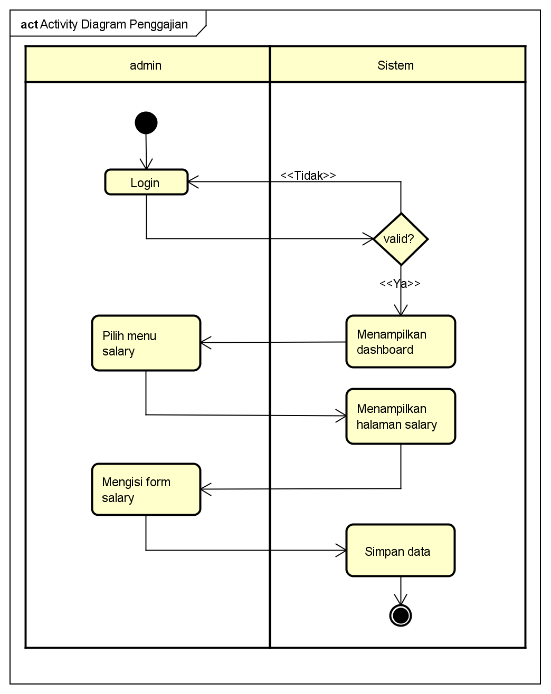 act Activity Diagram Penggajian
admin
Sistem
Login
<<Tidak>>
valid?
<<Ya>>
Menampilkan
dashboard
Pilih menu
salary
Menampilkan
halaman salary
Mengisi form
salary
Simpan data